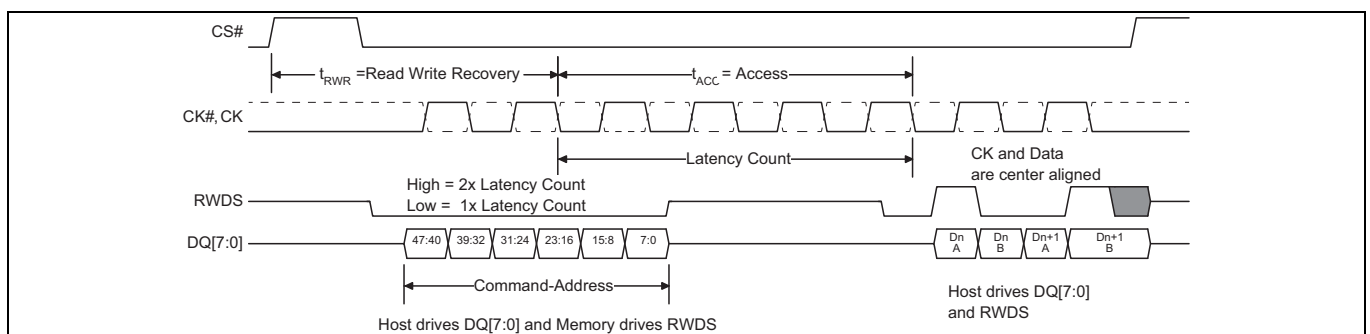 CS#
t_RWR =Read Write Recovery
t_ACC = Access
CK#, CK
Latency Count
CK and Data
are center aligned
High = 2x Latency Count
Low = 1x Latency Count
RWDS
DQ[7:0]
47:40 39:32 31:24 23:16 15:8 7:0
Dn A
Dn B
Dn+1 A
Dn+1 B
Command-Address
Host drives DQ[7:0]
and RWDS
Host drives DQ[7:0] and Memory drives RWDS